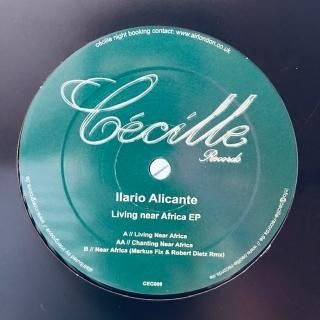 cécille night booking contact: www.airlondon.co.uk
Cécille
Records
Ilario Alicante
Living near Africa EP
A // Living Near Africa
AA // Chanting Near Africa
B // Near Africa (Markus Fix & Robert Dietz Rmx)
CEC009